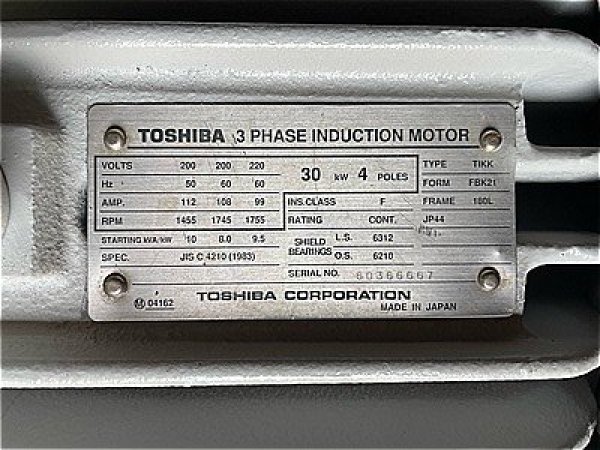 TOSHIBA 3 PHASE INDUCTION MOTOR
VOLTS 200 200 220
Hz 50 60 60
AMP. 112 108 99
RPM 1455 1745 1755
STARTING kVA/kW 10 8.0 9.5
SPEC. JIS C 4210 (1983)
30 kW 4 POLES
INS.CLASS F
RATING CONT.
SHIELD BEARINGS L.S. 6312
O.S. 6210
SERIAL NO. 60366667
TYPE TIKK
FORM FBK21
FRAME 180L
JP44
M 04162
TOSHIBA CORPORATION
MADE IN JAPAN